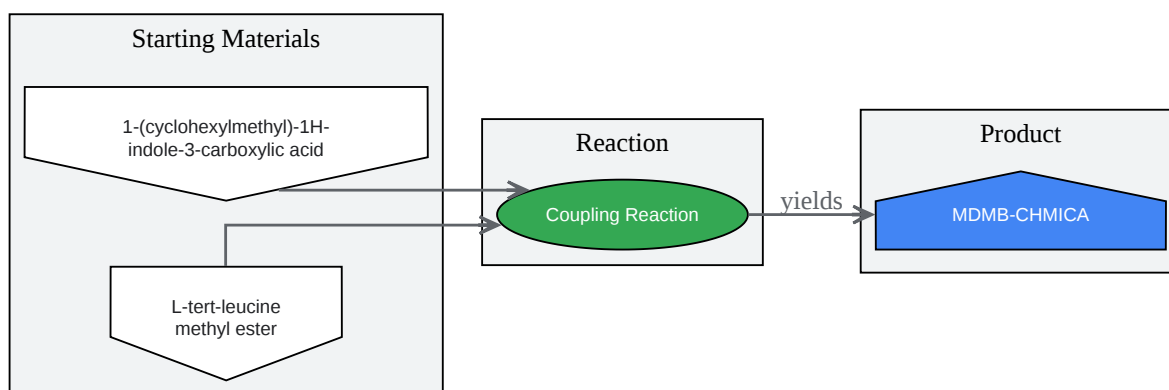 Starting Materials
1-(cyclohexylmethyl)-1H-
indole-3-carboxylic acid
L-tert-leucine
methyl ester
Reaction
Coupling Reaction
yields
Product
MDMB-CHMICA